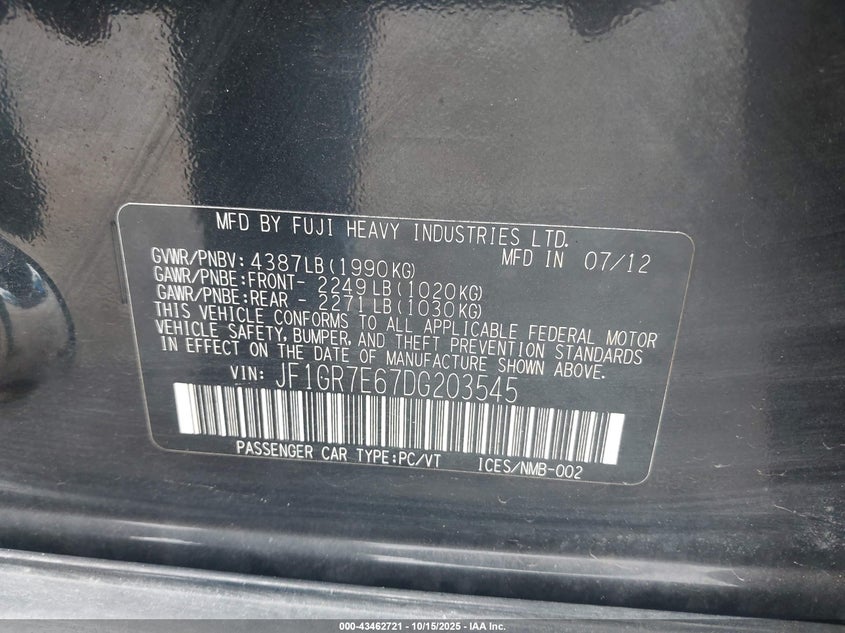 MFD BY FUJI HEAVY INDUSTRIES LTD.
GVWR/PNBV: 4387LB(1990KG) MFD IN 07/12
GAWR/PNBE:FRONT- 2249LB(1020KG)
GAWR/PNBE:REAR - 2271LB(1030KG)
THIS VEHICLE CONFORMS TO ALL APPLICABLE FEDERAL MOTOR
VEHICLE SAFETY, BUMPER, AND THEFT PREVENTION STANDARDS
IN EFFECT ON THE DATE OF MANUFACTURE SHOWN ABOVE.
VIN: JF1GR7E67DG203545
PASSENGER CAR TYPE:PC/VT ICES/NMB-002
000-43462721 - 10/15/2025 - IAA Inc.